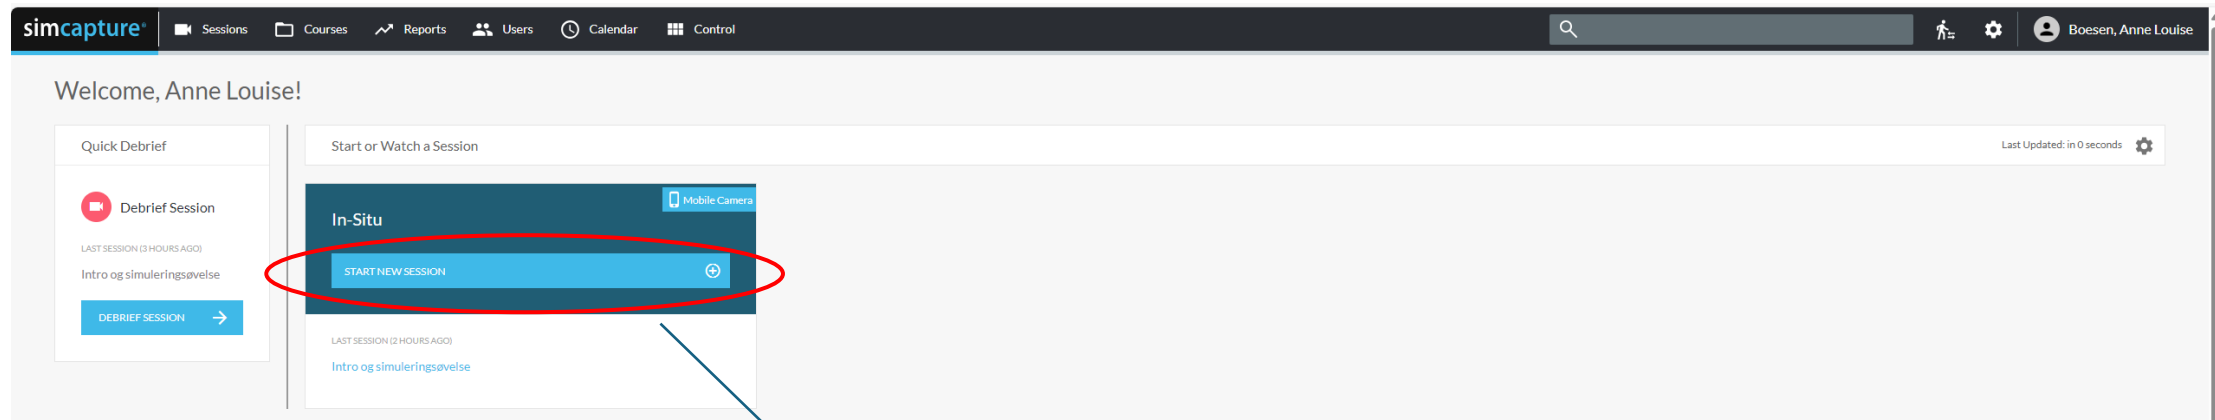 simcapture Sessions Courses Reports Users Calendar Control Boesen, Anne Louise
Welcome, Anne Louise!
Quick Debrief
Debrief Session
LAST SESSION (3 HOURS AGO)
Intro og simuleringsøvelse
DEBRIEF SESSION
Start or Watch a Session
Last Updated: in 0 seconds
Mobile Camera
In-Situ
START NEW SESSION
LAST SESSION (2 HOURS AGO)
Intro og simuleringsøvelse